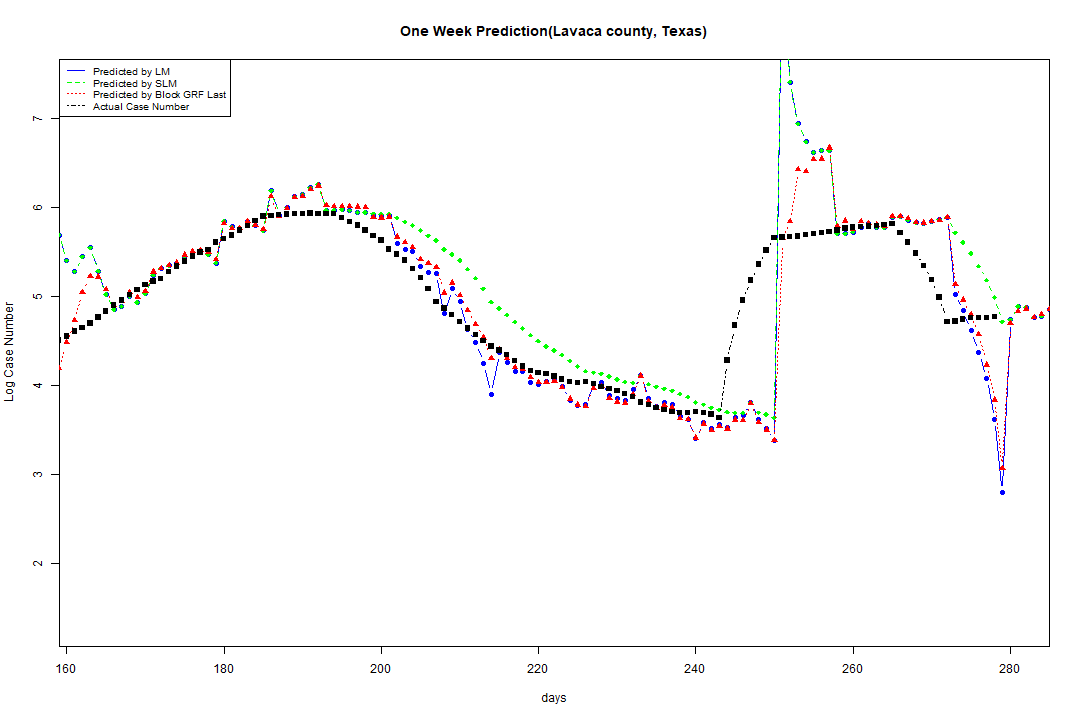 One Week Prediction(Lavaca county, Texas)
Predicted by LM
Predicted by SLM
Predicted by Block GRF Last
Actual Case Number
7
6
5
4
3
2
Log Case Number
160 180 200 220 240 260 280
days